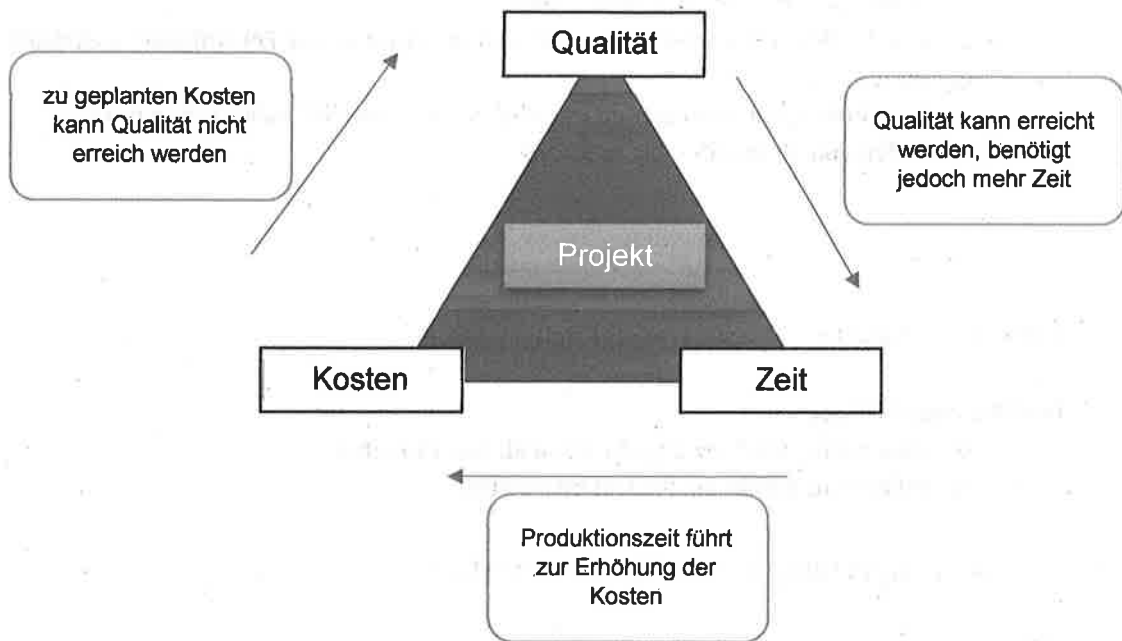 Qualität
zu geplanten Kosten
kann Qualität nicht
erreich werden
Qualität kann erreicht
werden, benötigt
jedoch mehr Zeit
Projekt
Kosten
Zeit
Produktionszeit führt
zur Erhöhung der
Kosten